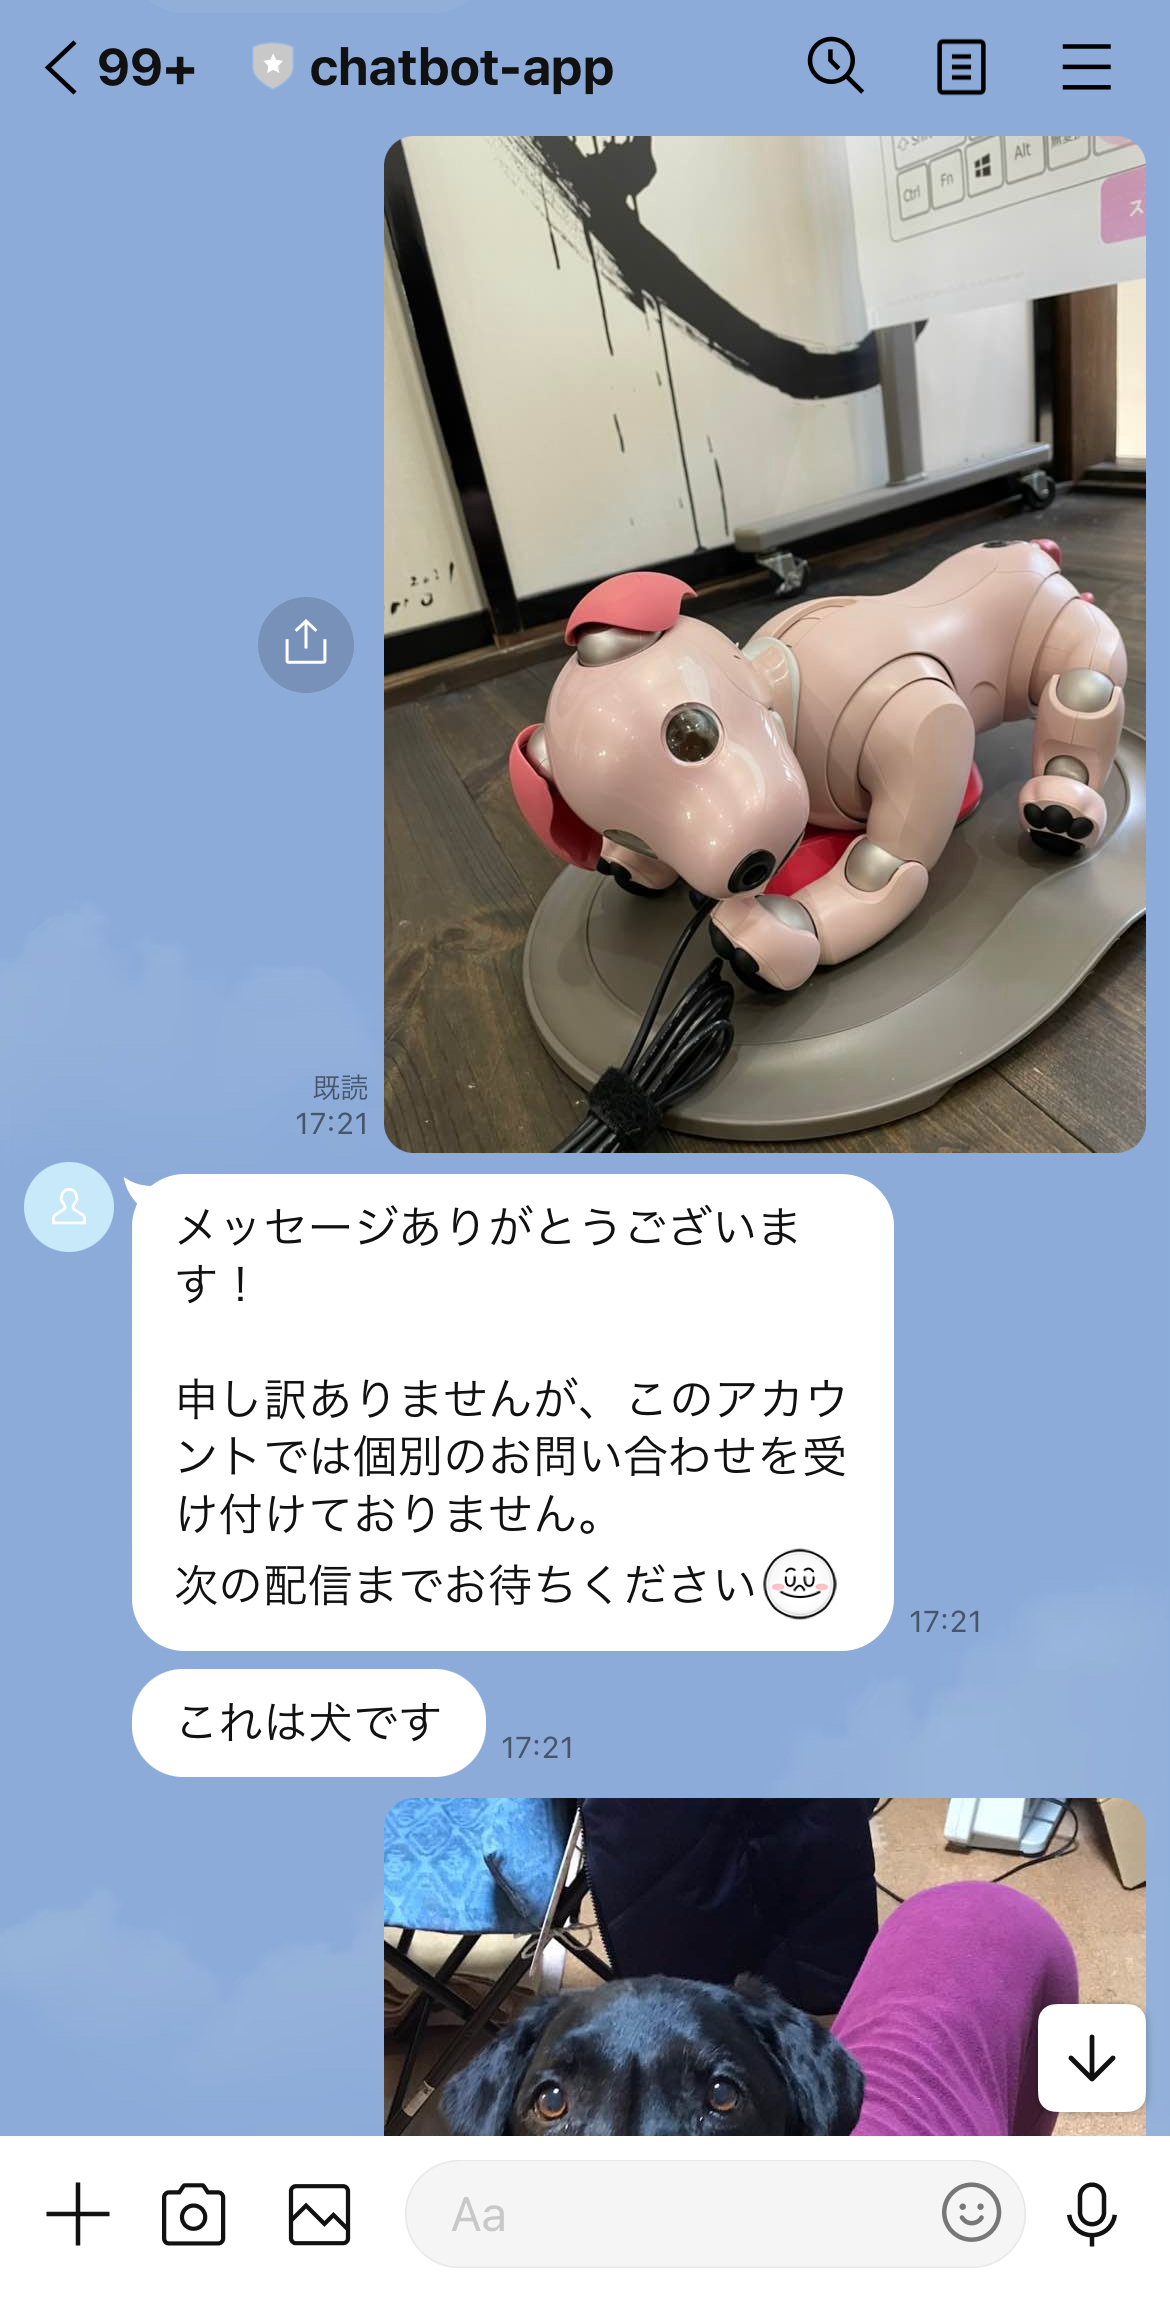 99+ chatbot-app
Alt
Ctrl Fn
ス
既読
17:21
メッセージありがとうございま
す！
申し訳ありませんが、このアカウ
ントでは個別のお問い合わせを受
け付けておりません。
次の配信までお待ちください
17:21
これは犬です
17:21
Aa